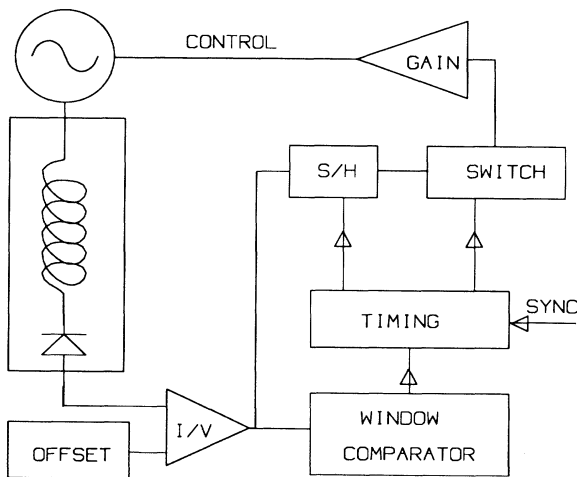 CONTROL
GAIN
S/H
SWITCH
TIMING
SYNC
I/V
WINDOW
COMPARATOR
OFFSET